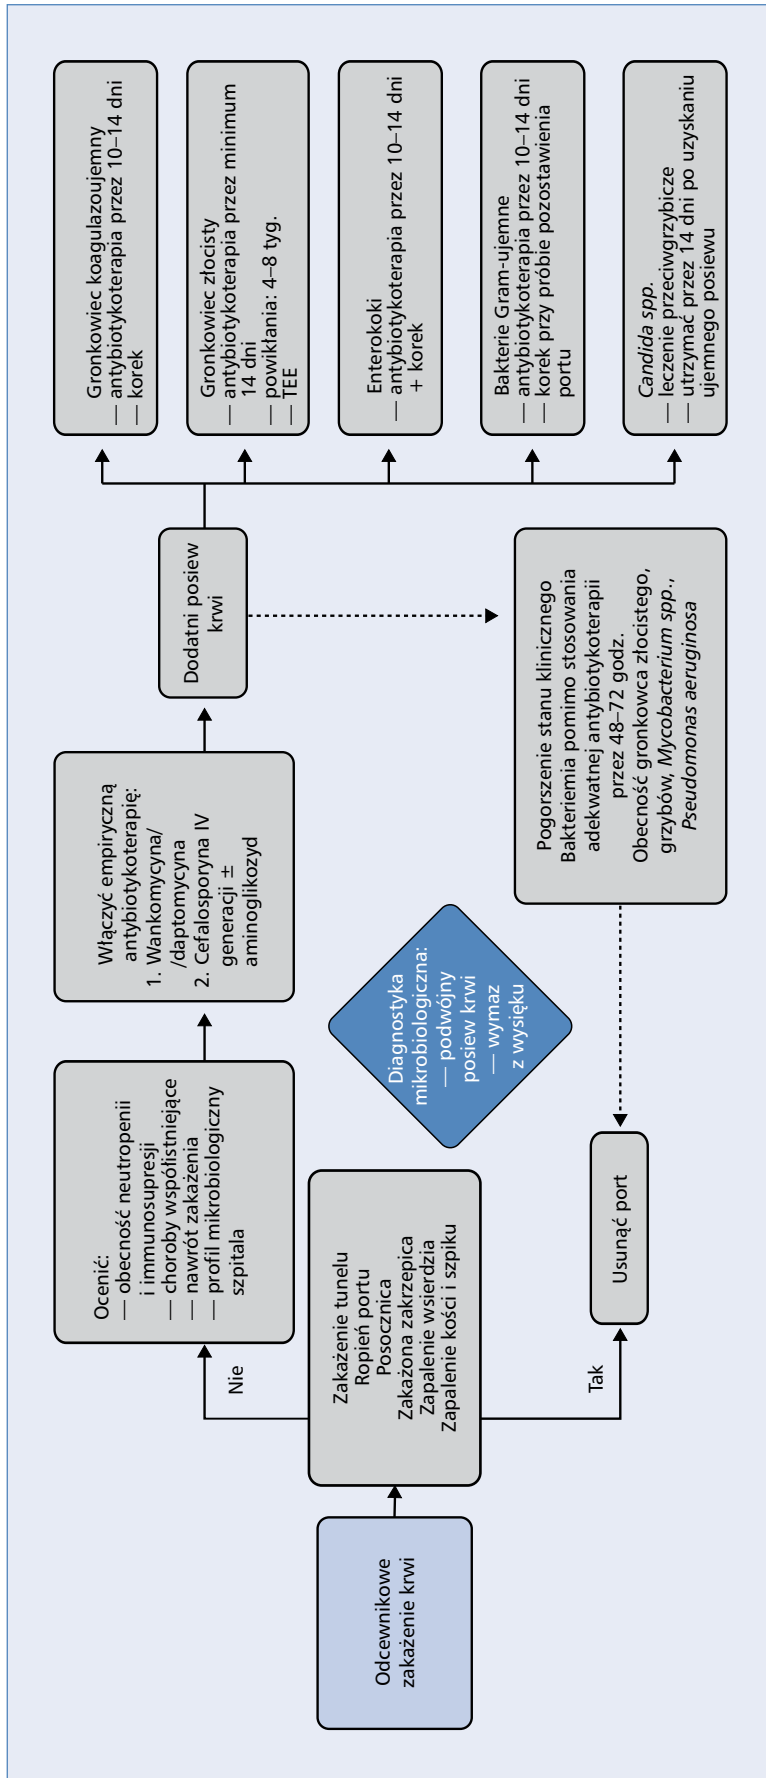 Odcewnikowe
zakażenie krwi
Zakażenie tunelu
Ropień portu
Posocznica
Zakażona zakrzepica
Zapalenie wsierdzia
Zapalenie kości i szpiku
Nie
Tak
Ocenić:
— obecność neutropenii
i immunosupresji
— choroby współistniejące
— nawrót zakażenia
— profil mikrobiologiczny
szpitala
Usunąć port
Diagnostyka
mikrobiologiczna:
— podwójny
posiew krwi
— wymaz
z wysięku
Włączyć empiryczną
antybiotykoterapię:
1. Wankomycyna/
/daptomycyna
2. Cefalosporyna IV
generacji ±
aminoglikozyd
Dodatni posiew
krwi
Pogorszenie stanu klinicznego
Bakteriemia pomimo stosowania
adekwatnej antybiotykoterapii
przez 48–72 godz.
Obecność gronkowca złocistego,
grzybów, Mycobacterium spp.,
Pseudomonas aeruginosa
Gronkowiec koagulazoujemny
— antybiotykoterapia przez 10–14 dni
— korek
Gronkowiec złocisty
— antybiotykoterapia przez minimum
14 dni
— powikłania: 4–8 tyg.
— TEE
Enterokoki
— antybiotykoterapia przez 10–14 dni
+ korek
Bakterie Gram-ujemne
— antybiotykoterapia przez 10–14 dni
— korek przy próbie pozostawienia
portu
Candida spp.
— leczenie przeciwgrzybicze
— utrzymać przez 14 dni po uzyskaniu
ujemnego posiewu